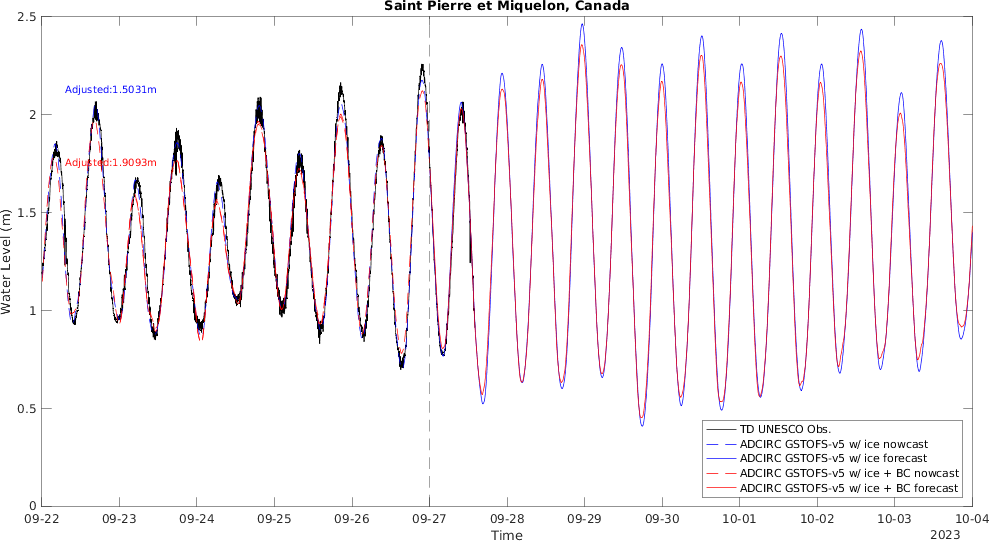 Saint Pierre et Miquelon, Canada
2.5
2
1.5
1
0.5
0
Water Level (m)
Adjusted:1.5031m
Adjusted:1.9093m
TD UNESCO Obs.
ADCIRC GSTOFS-v5 w/ ice nowcast
ADCIRC GSTOFS-v5 w/ ice forecast
ADCIRC GSTOFS-v5 w/ ice + BC nowcast
ADCIRC GSTOFS-v5 w/ ice + BC forecast
09-22 09-23 09-24 09-25 09-26 09-27 09-28 09-29 09-30 10-01 10-02 10-03 10-04
Time
2023